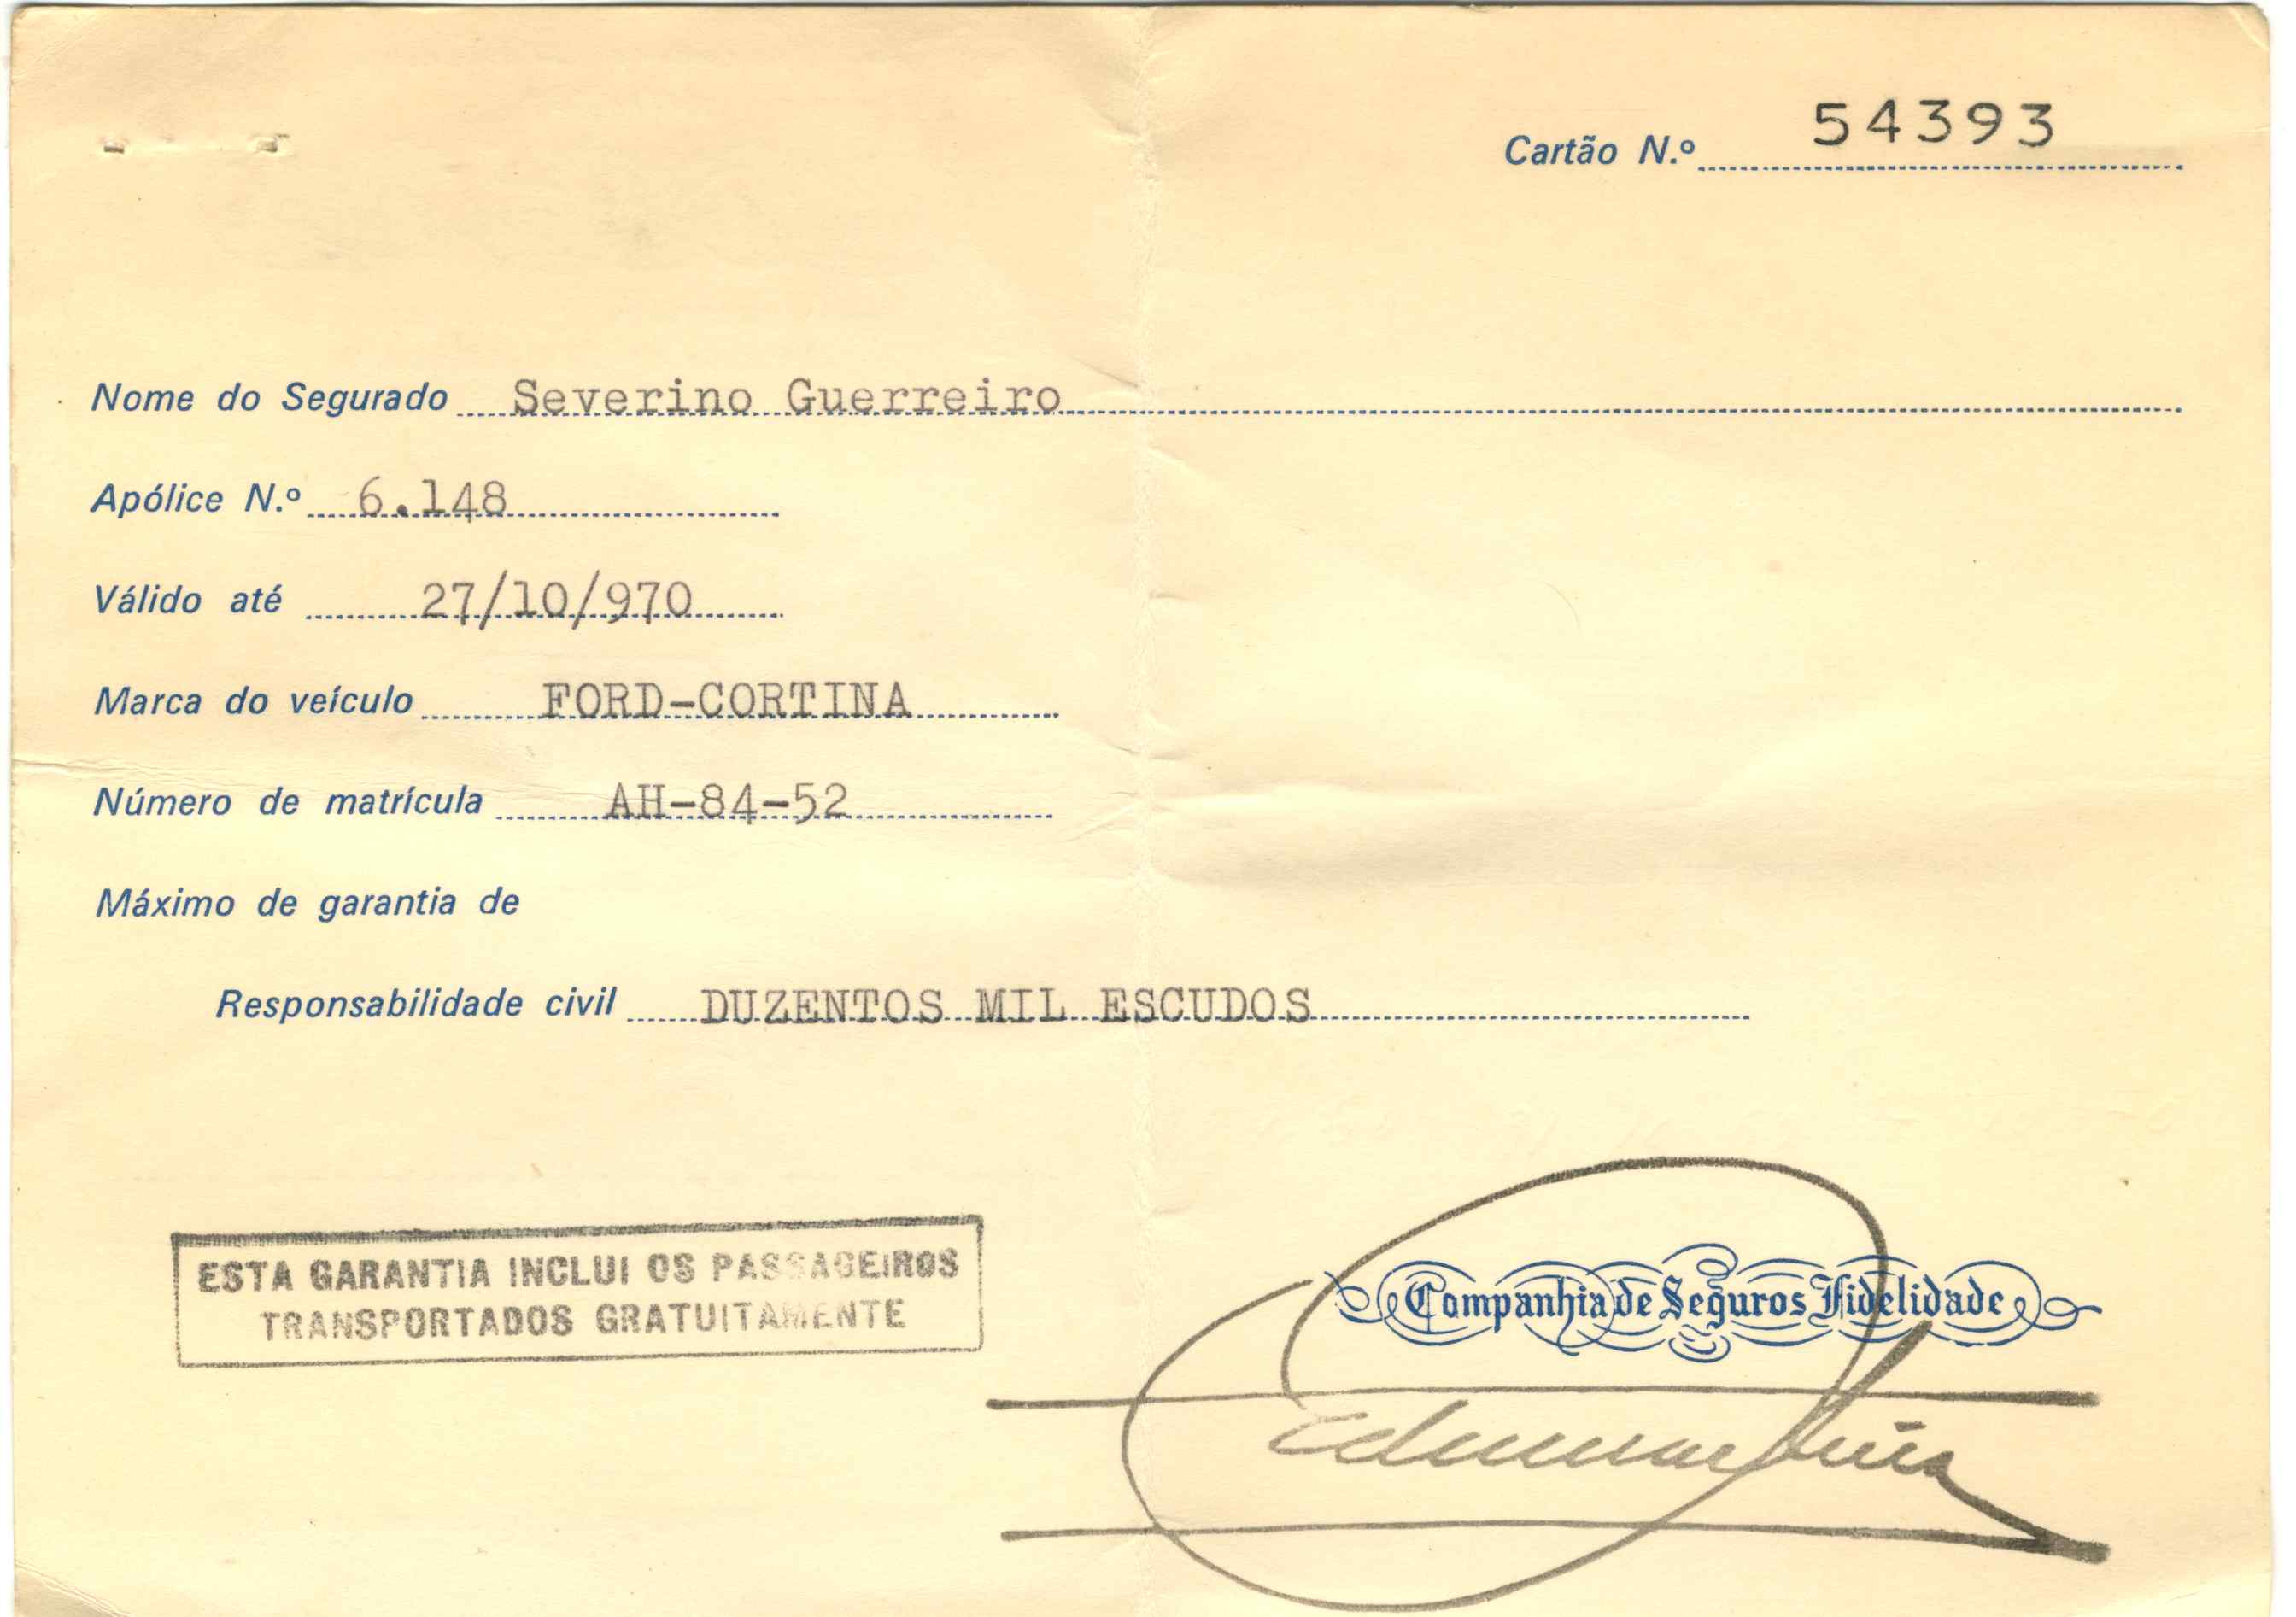 Cartão N.º 54393
Nome do Segurado Severino Guerreiro
Apólice N.º 6.148
Válido até 27/10/970
Marca do veículo FORD-CORTINA
Número de matrícula AH-84-52
Máximo de garantia de
Responsabilidade civil DUZENTOS MIL ESCUDOS
ESTA GARANTIA INCLUI OS PASSAGEIROS
TRANSPORTADOS GRATUITAMENTE
Companhia de Seguros Fidelidade